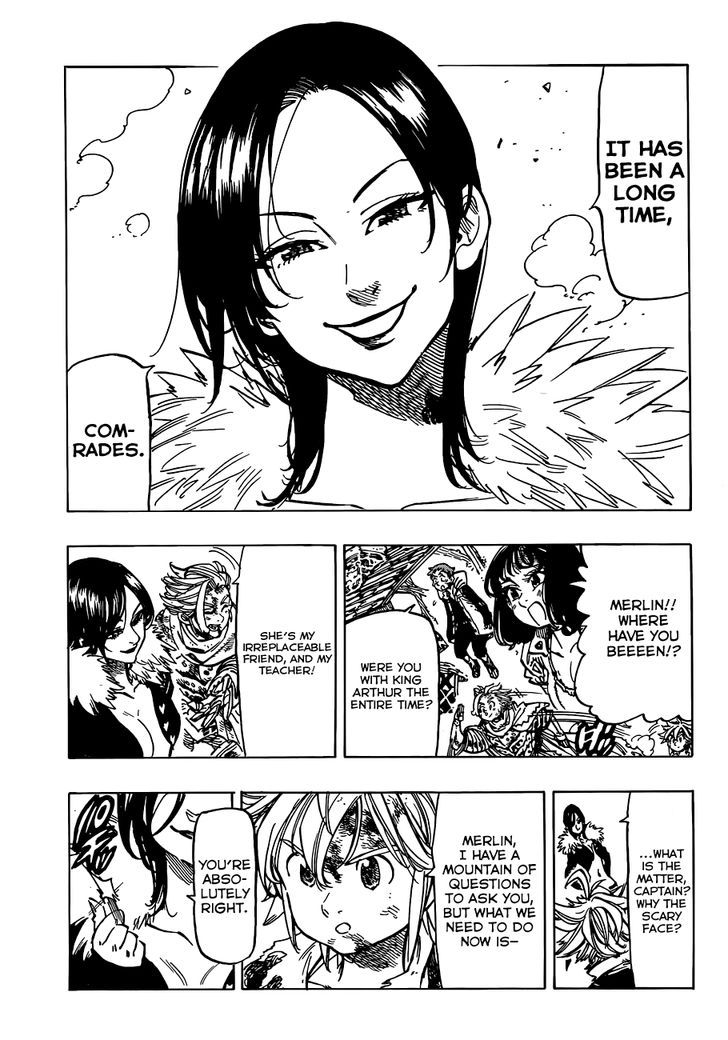 IT HAS
BEEN A
LONG
TIME,
COM-
RADES.
MERLIN!!
WHERE
HAVE YOU
BEEEEN!?
WERE YOU
WITH KING
ARTHUR THE
ENTIRE TIME?
SHE'S MY
IRREPLACEABLE
FRIEND, AND MY
TEACHER!
...WHAT
IS THE
MATTER,
CAPTAIN?
WHY THE
SCARY
FACE?
MERLIN,
I HAVE A
MOUNTAIN OF
QUESTIONS
TO ASK YOU,
BUT WHAT WE
NEED TO DO
NOW IS–
YOU'RE
ABSO-
LUTELY
RIGHT.